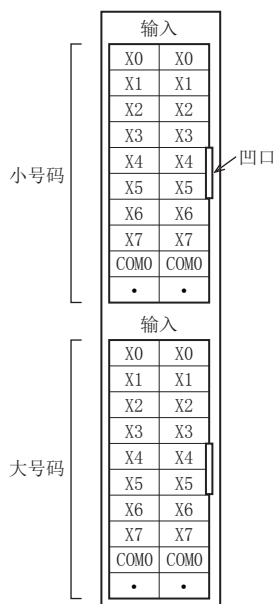 输入
X0 X0
X1 X1
X2 X2
X3 X3
X4 X4
凹口
小号码
X5 X5
X6 X6
X7 X7
COM0 COM0
• •
输入
X0 X0
X1 X1
X2 X2
X3 X3
X4 X4
大号码
X5 X5
X6 X6
X7 X7
COM0 COM0
• •